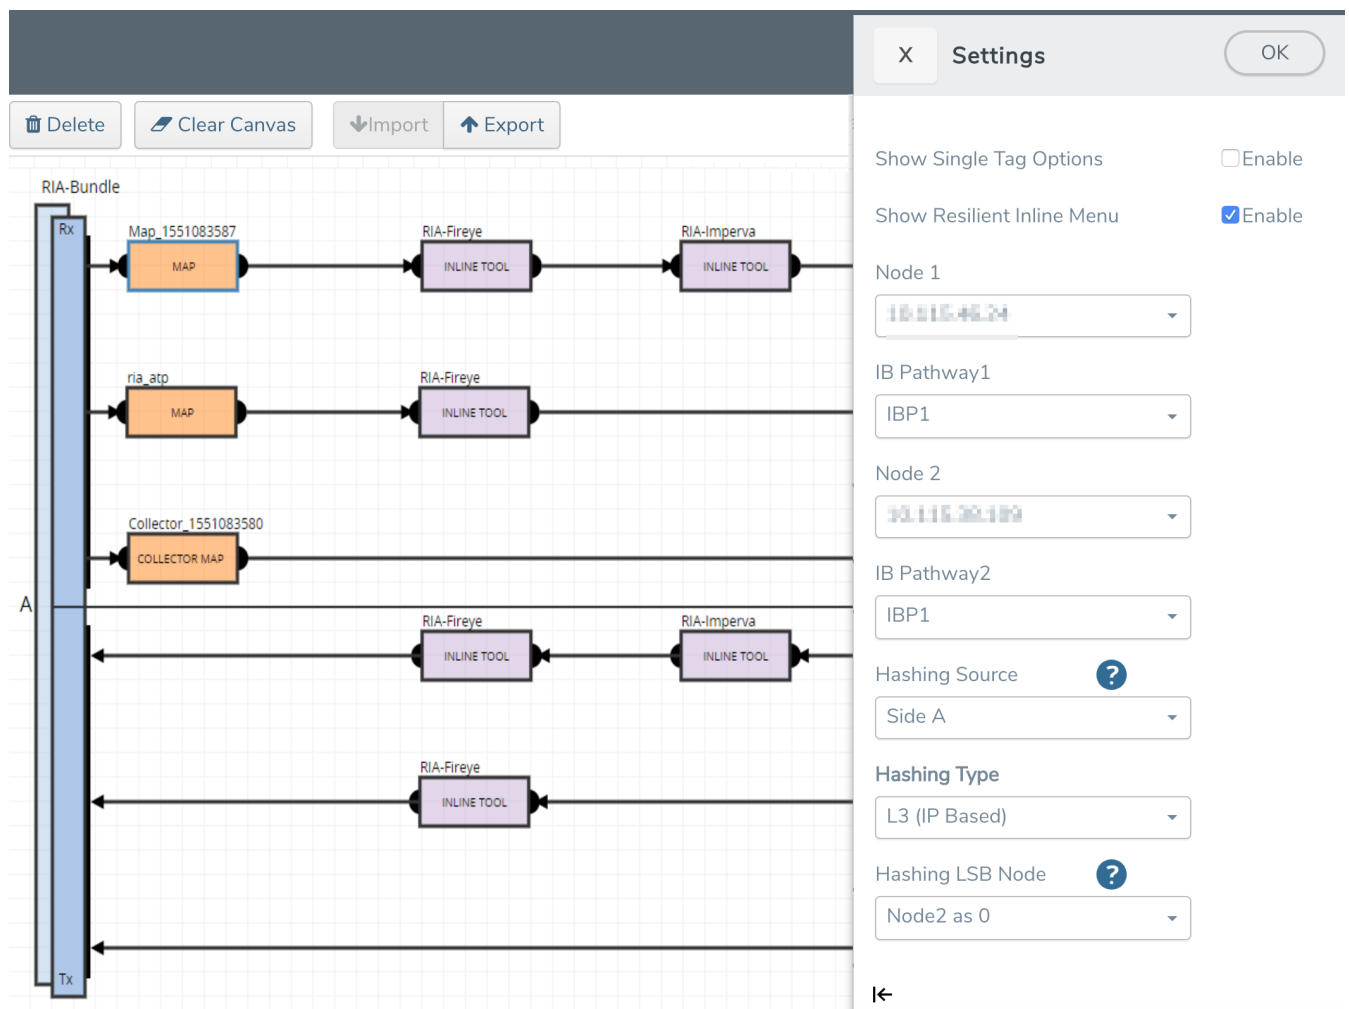 X
Settings
OK
Delete
Clear Canvas
Import
Export
Show Single Tag Options
Enable
Show Resilient Inline Menu
Enable
Node 1
IB Pathway1
IBP1
Node 2
IB Pathway2
IBP1
Hashing Source
?
Side A
Hashing Type
L3 (IP Based)
Hashing LSB Node
?
Node2 as 0
RIA-Bundle
Rx
Map_1551083587
MAP
RIA-Fireye
INLINE TOOL
RIA-Imperva
INLINE TOOL
ria_atp
MAP
RIA-Fireye
INLINE TOOL
Collector_1551083580
COLLECTOR MAP
A
RIA-Fireye
INLINE TOOL
RIA-Imperva
INLINE TOOL
RIA-Fireye
INLINE TOOL
Tx